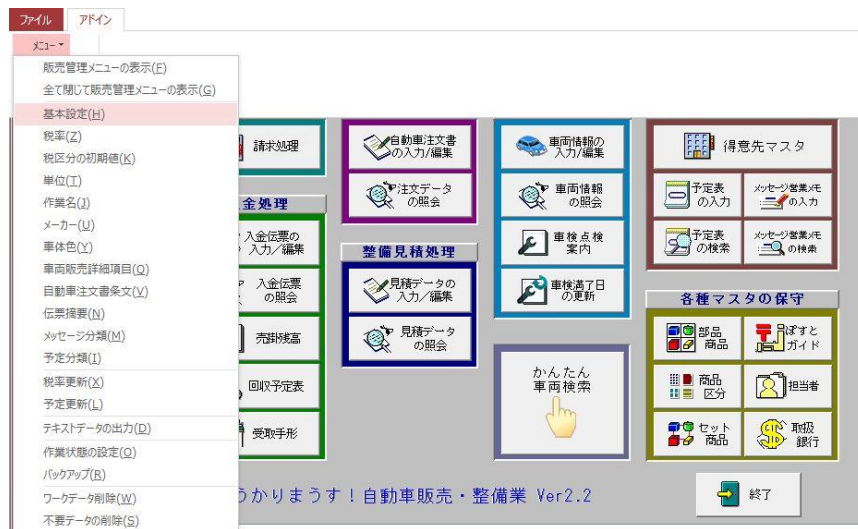 ファイル
アドイン
メニュー
販売管理メニューの表示(F)
全て閉じて販売管理メニューの表示(G)
基本設定(H)
税率(Z)
税区分の初期値(K)
単位(T)
作業名(J)
メーカー(U)
車体色(Y)
車両販売詳細項目(Q)
自動車注文書条文(V)
伝票摘要(N)
メッセージ分類(M)
予定分類(I)
税率更新(X)
予定更新(L)
テキストデータの出力(D)
作業状態の設定(O)
バックアップ(R)
ワークデータ削除(W)
不要データの削除(S)
請求処理
金処理
入金伝票の
入力/編集
入金伝票
の照会
売掛残高
回収予定表
受取手形
自動車注文書
の入力/編集
注文データ
の照会
整備見積処理
見積データの
入力/編集
見積データ
の照会
車両情報の
入力/編集
車両情報
の照会
車検点検
案内
車検満了日
の更新
かんたん
車両検索
得意先マスタ
予定表
の入力
メッセージ営業メモ
の入力
予定表
の検索
メッセージ営業メモ
の検索
各種マスタの保守
部品
商品
ぽすと
ガイド
商品
区分
担当者
セット
商品
取扱
銀行
うかりまうす!自動車販売・整備業 Ver2.2
終了